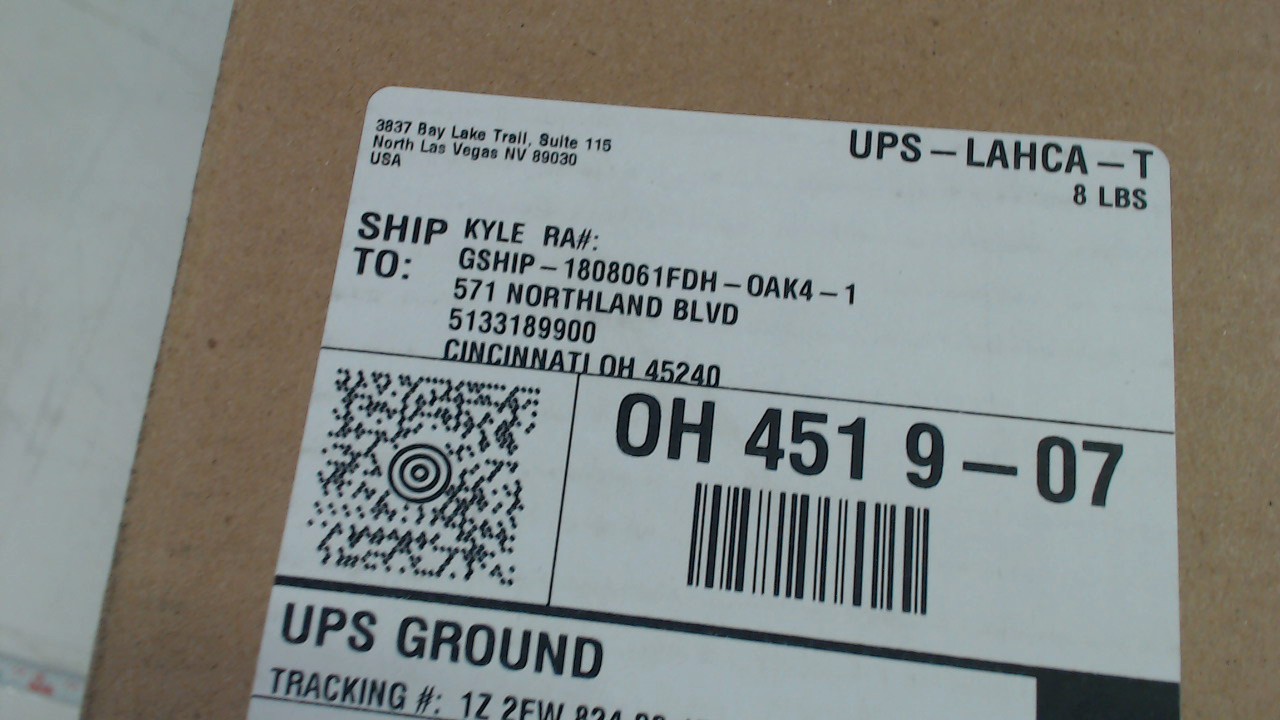 3837 Bay Lake Trail, Suite 115
North Las Vegas NV 89030
USA
UPS-LAHCA-T
8 LBS
SHIP TO:
KYLE RA#:
GSHIP-1808061FDH-OAK4-1
571 NORTHLAND BLVD
5133189900
CINCINNATI OH 45240
OH 451 9-07
UPS GROUND
TRACKING #: 1Z 2EW